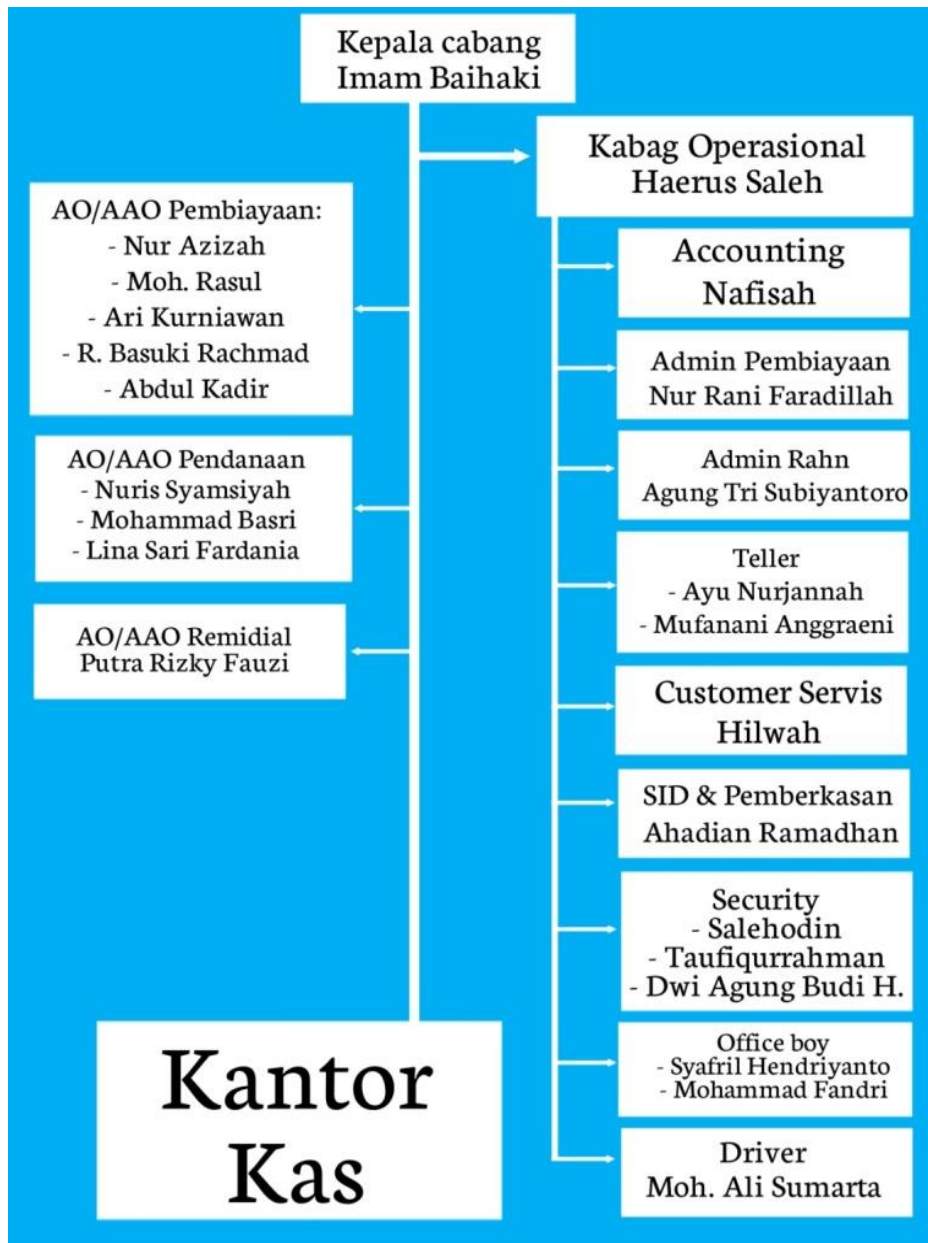 Kepala cabang
Imam Baihaki
Kabag Operasional
Haerus Saleh
AO/AAO Pembiayaan:
- Nur Azizah
- Moh. Rasul
- Ari Kurniawan
- R. Basuki Rachmad
- Abdul Kadir
AO/AAO Pendanaan
- Nuris Syamsiyah
- Mohammad Basri
- Lina Sari Fardania
AO/AAO Remidial
Putra Rizky Fauzi
Kantor
Kas
Accounting
Nafisah
Admin Pembiayaan
Nur Rani Faradillah
Admin Rahn
Agung Tri Subiyantoro
Teller
- Ayu Nurjannah
- Mufanani Anggraeni
Customer Servis
Hilwah
SID & Pemberkasan
Ahadian Ramadhan
Security
- Salehodin
- Taufiqurrahman
- Dwi Agung Budi H.
Office boy
- Syafril Hendriyanto
- Mohammad Fandri
Driver
Moh. Ali Sumarta